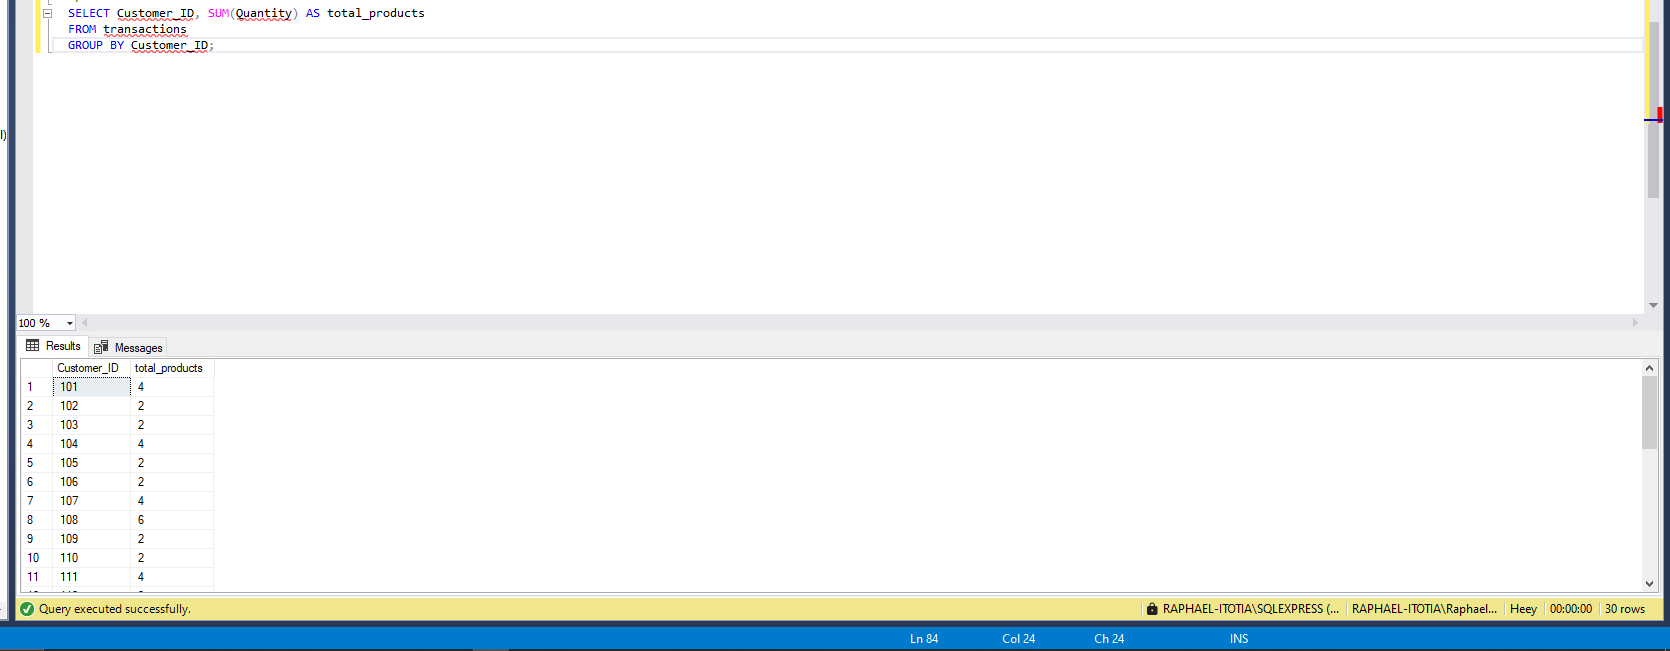 SELECT Customer_ID, SUM(Quantity) AS total_products
FROM transactions
GROUP BY Customer_ID;
100 %
Results Messages
Customer_ID total_products
1 101 4
2 102 2
3 103 2
4 104 4
5 105 2
6 106 2
7 107 4
8 108 6
9 109 2
10 110 2
11 111 4
Query executed successfully. RAPHAEL-ITOTIA\SQLEXPRESS (... RAPHAEL-ITOTIA\Raphael... Heey 00:00:00 30 rows
Ln 84 Col 24 Ch 24 INS